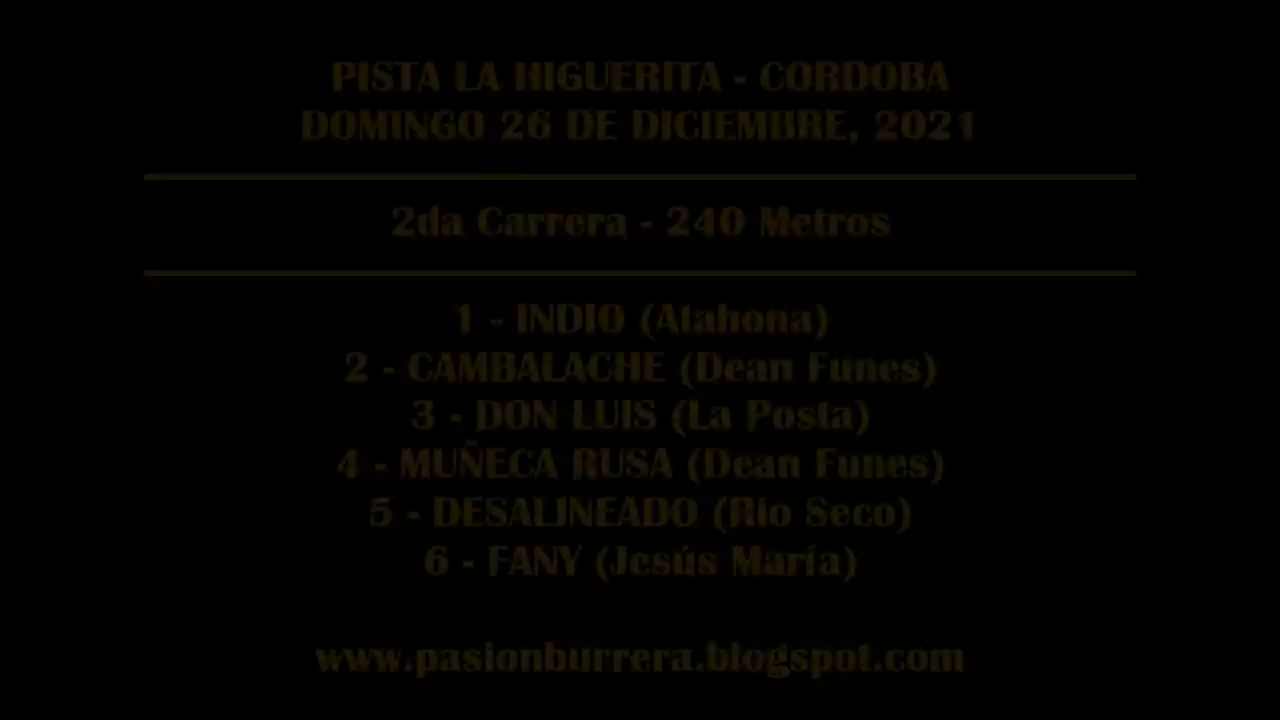 PISTA LA HIGUERITA - CORDOBA
DOMINGO 26 DE DICIEMBRE, 2021
2da Carrera - 240 Metros
1 - INDIO (Atahona)
2 - CAMBALACHE (Dean Funes)
3 - DON LUIS (La Posta)
4 - MUÑECA RUSA (Dean Funes)
5 - DESALINEADO (Rio Seco)
6 - FANY (Jesús María)
www.pasionburrera.blogspot.com